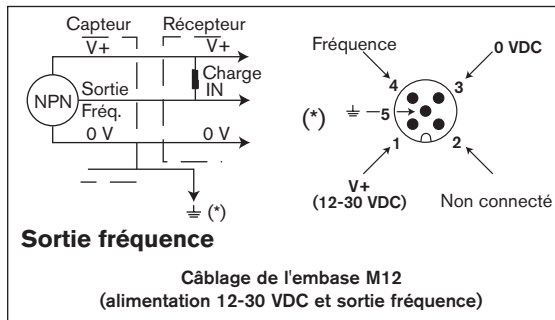 Capteur Récepteur
V+ V+
Charge
IN
NPN Sortie
Fréq.
0 V 0 V
(*)
Sortie fréquence
Fréquence 0 VDC
4 3
(*) 5
1 2
V+
(12-30 VDC) Non connecté
Câblage de l'embase M12
(alimentation 12-30 VDC et sortie fréquence)